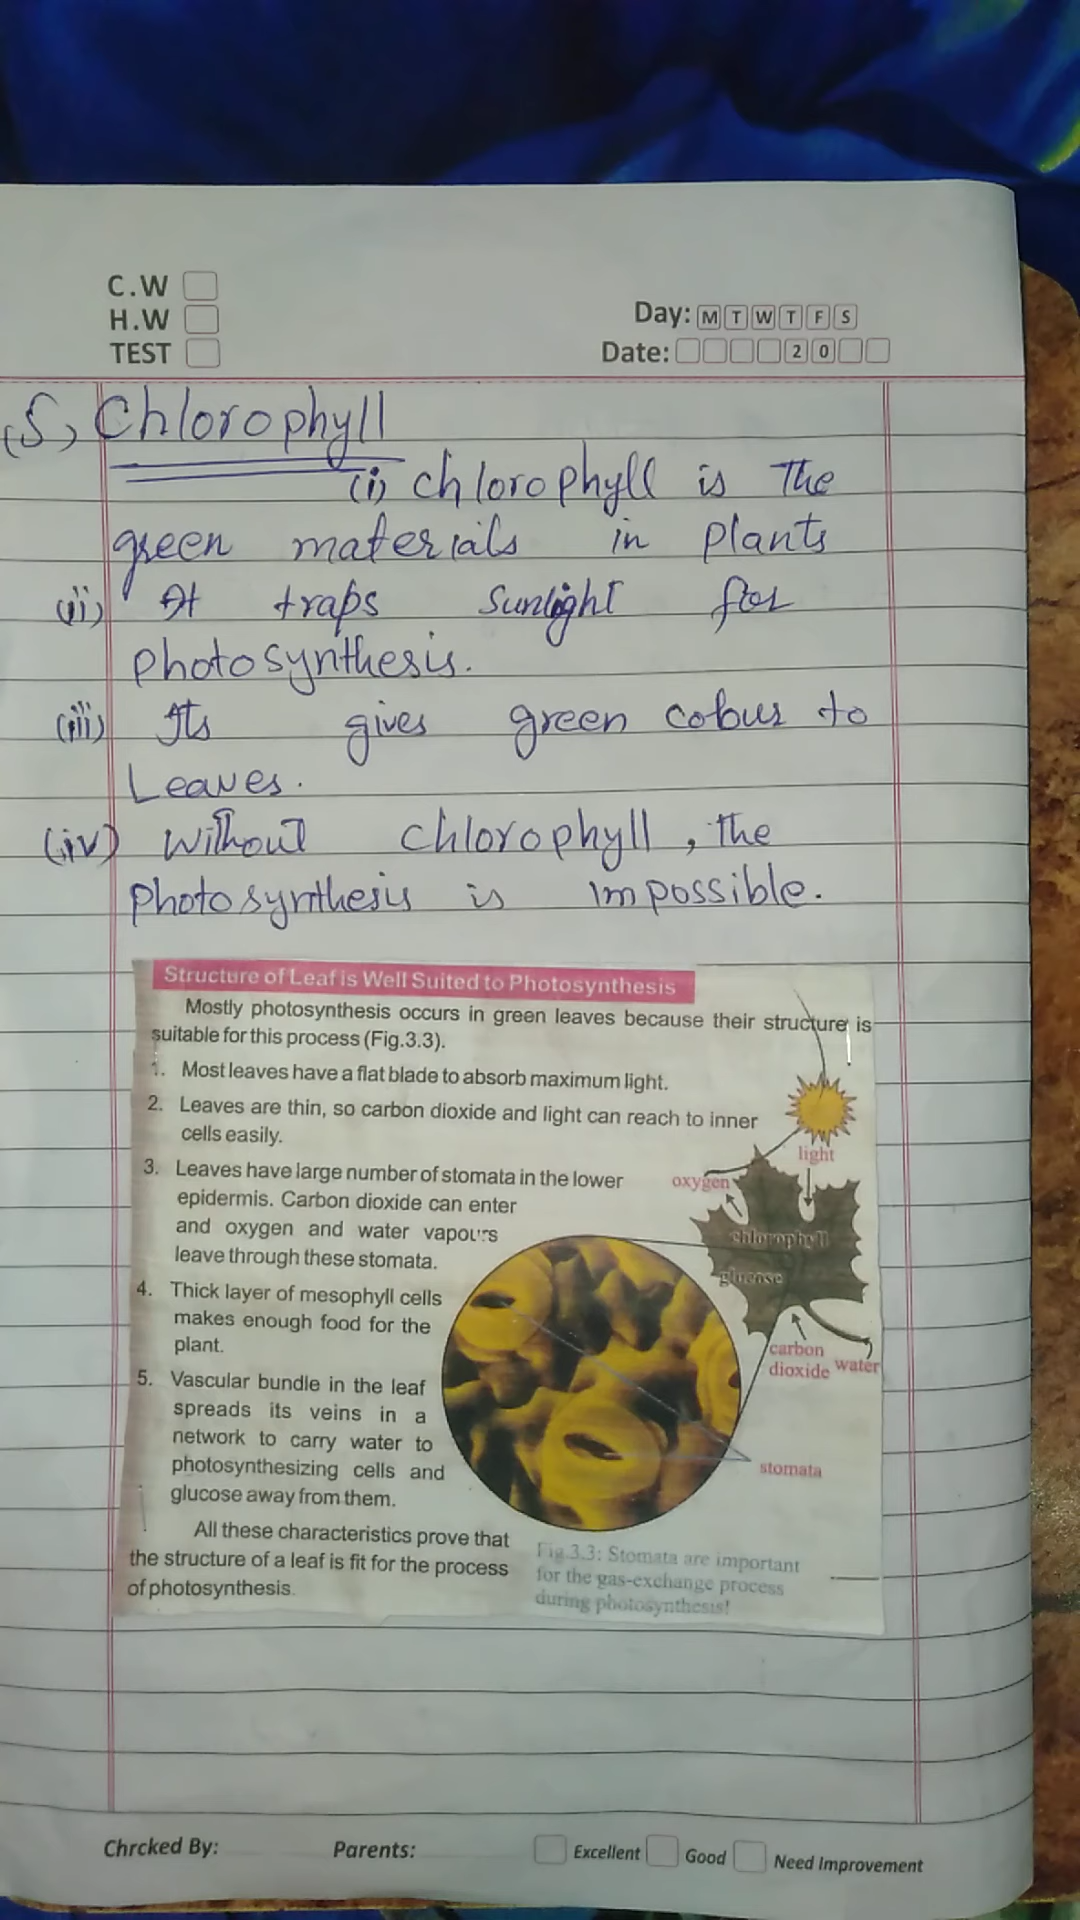 C.W
H.W
TEST
Day: M T W T F S
Date: 2 0
(5) Chlorophyll
(i) chlorophyll is The
green materials in plants
(ii) It traps Sunlight for
photosynthesis.
(iii) Its gives green colour to
Leaves.
(iv) Without Chlorophyll, The
photosynthesis is impossible.
Structure of Leaf is Well Suited to Photosynthesis
Mostly photosynthesis occurs in green leaves because their structure is
suitable for this process (Fig.3.3).
1. Most leaves have a flat blade to absorb maximum light.
2. Leaves are thin, so carbon dioxide and light can reach to inner
cells easily.
3. Leaves have large number of stomata in the lower
epidermis. Carbon dioxide can enter
and oxygen and water vapours
leave through these stomata.
4. Thick layer of mesophyll cells
makes enough food for the
plant.
5. Vascular bundle in the leaf
spreads its veins in a
network to carry water to
photosynthesizing cells and
glucose away from them.
All these characteristics prove that
the structure of a leaf is fit for the process
of photosynthesis.
light
oxygen
chlorophyll
glucose
carbon
dioxide
water
stomata
Fig.3.3: Stomata are important
for the gas-exchange process
during photosynthesis!
Chrcked By:
Parents:
Excellent
Good
Need Improvement